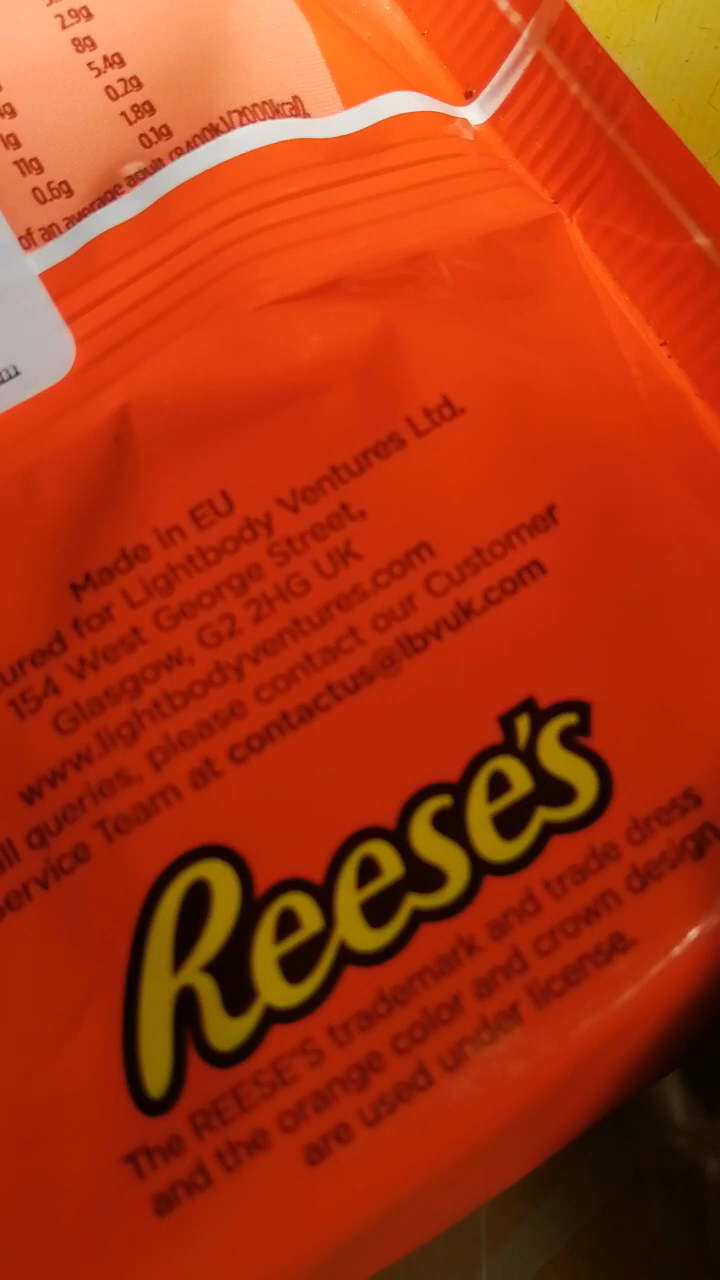 2.9g
8g
5.4g
0.2g
1g 1.8g
11g 0.1g
0.6g
of an average adult (8400kJ/2000kcal).
Made in EU
for Lightbody Ventures Ltd.
154 West George Street,
Glasgow, G2 2HG UK
www.lightbodyventures.com
queries, please contact our Customer
Service Team at contactus@lbvuk.com
Reese's
The REESE'S trademark and trade dress
and the orange color and crown design
are used under license.